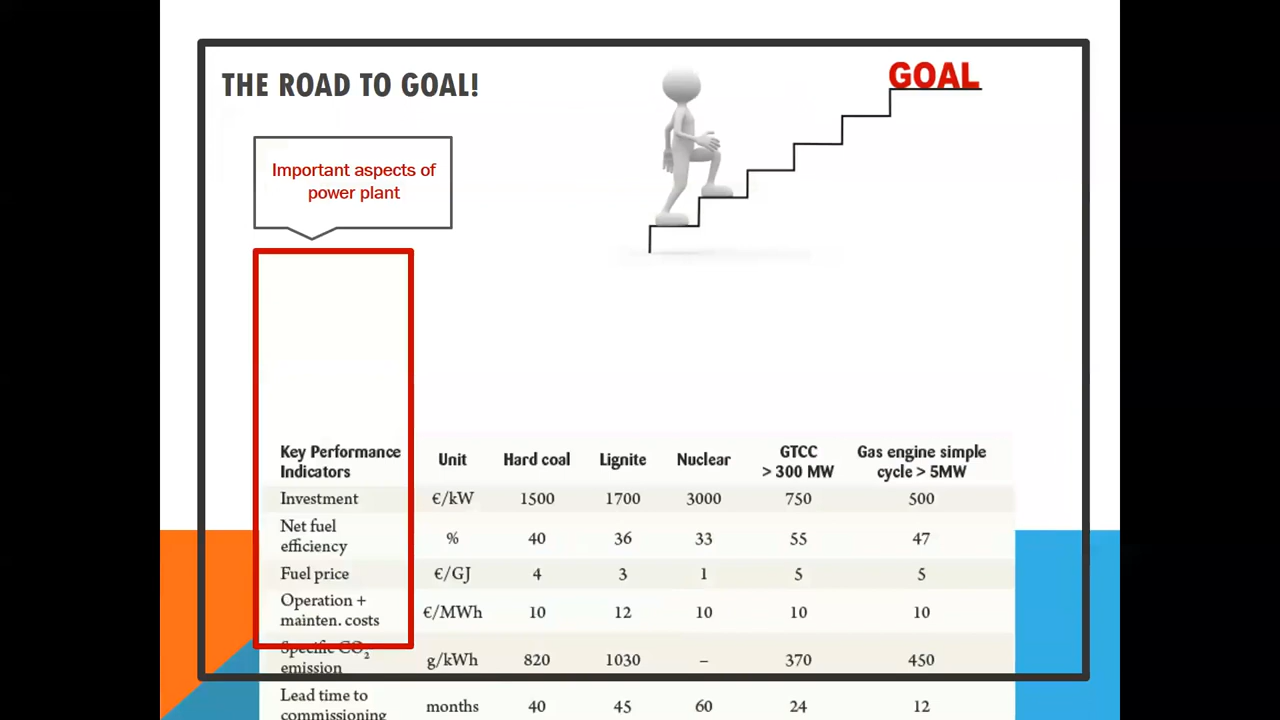 THE ROAD TO GOAL!
GOAL
Important aspects of
power plant
Key Performance Indicators Unit Hard coal Lignite Nuclear GTCC > 300 MW Gas engine simple cycle > 5MW
Investment €/kW 1500 1700 3000 750 500
Net fuel efficiency % 40 36 33 55 47
Fuel price €/GJ 4 3 1 5 5
Operation + mainten. costs €/MWh 10 12 10 10 10
Specific CO₂ emission g/kWh 820 1030 – 370 450
Lead time to commissioning months 40 45 60 24 12